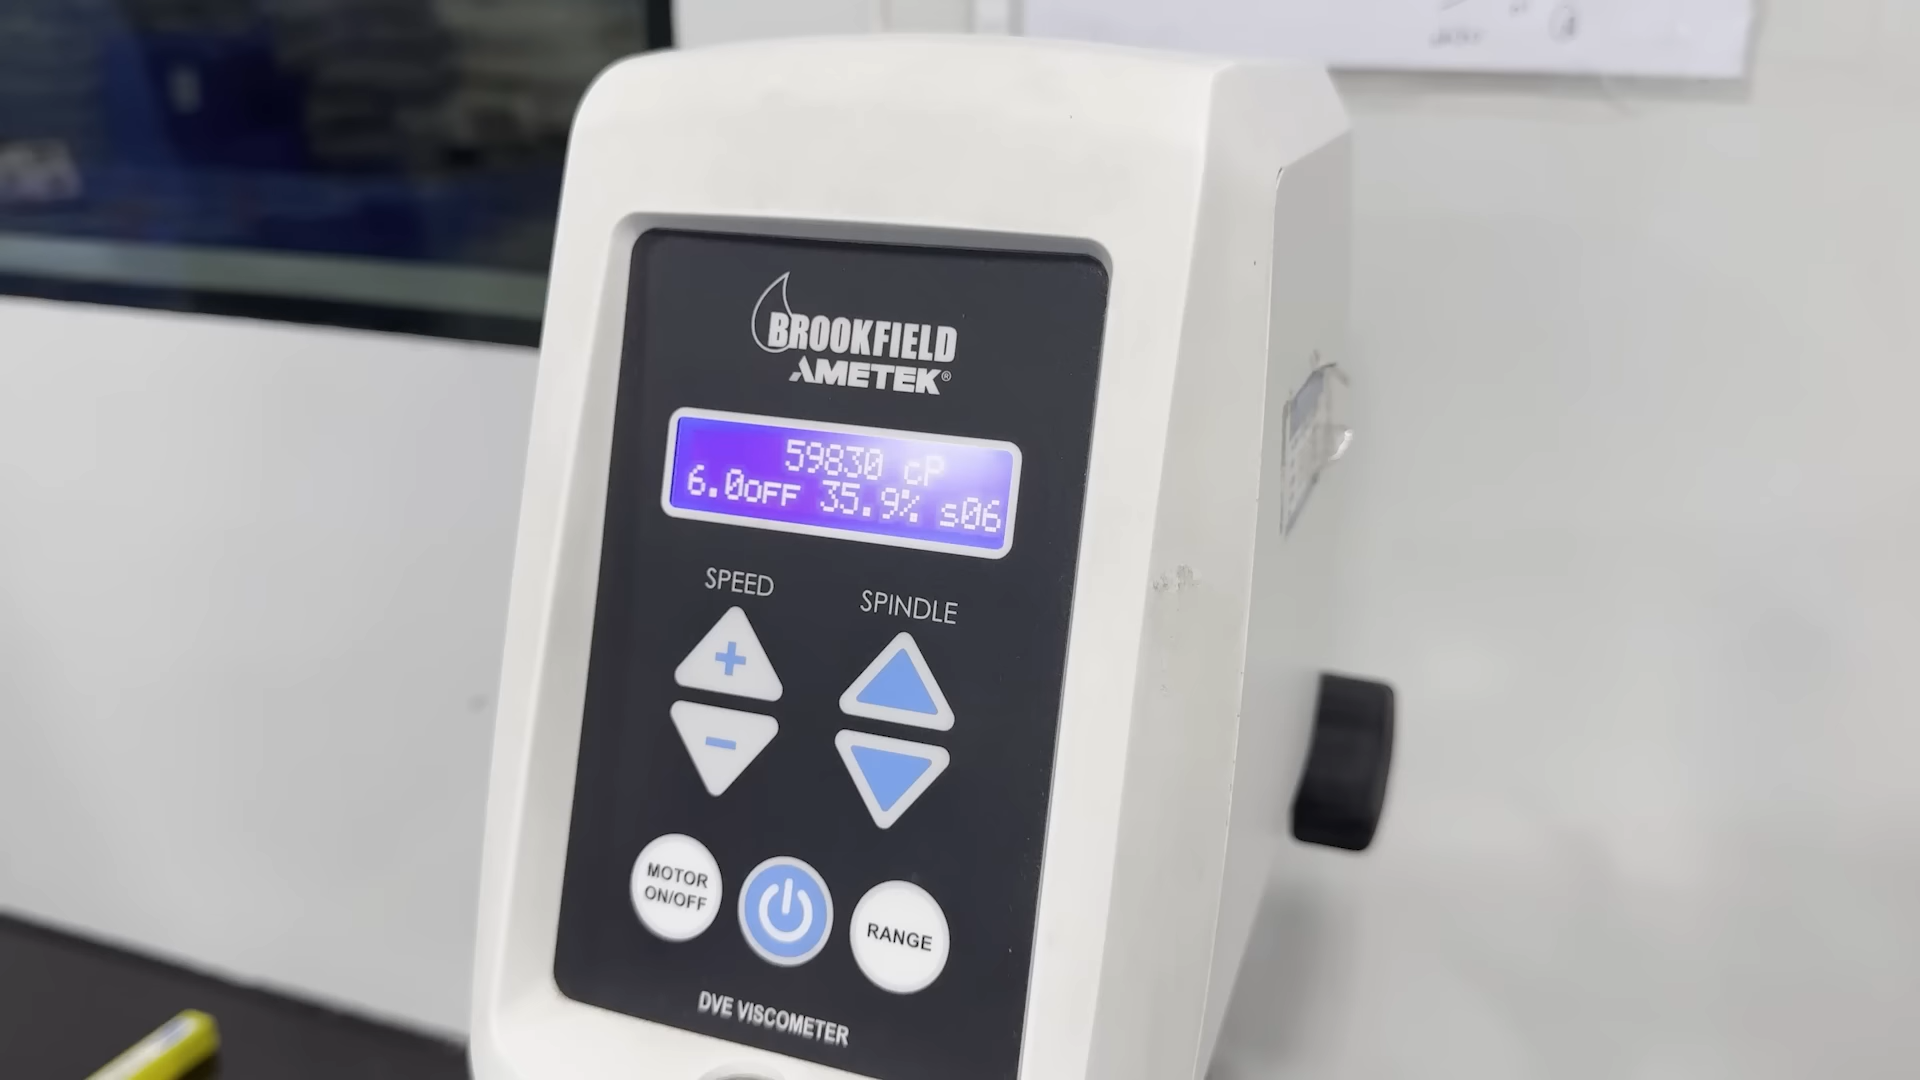 BROOKFIELD
AMETEK®
59830 cP
6.0OFF 35.9% s06
SPEED
SPINDLE
+
-
MOTOR
ON/OFF
RANGE
DVE VISCOMETER